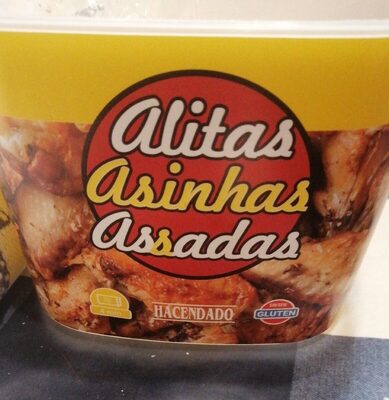 Alitas
Asinhas
Assadas
HACENDADO
GLUTEN